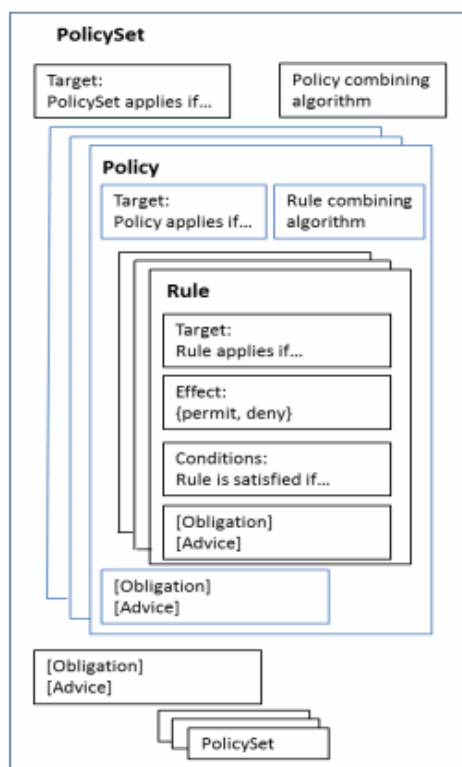 PolicySet
Target:
PolicySet applies if...
Policy combining
algorithm
Policy
Target:
Policy applies if...
Rule combining
algorithm
Rule
Target:
Rule applies if...
Effect:
{permit, deny}
Conditions:
Rule is satisfied if...
[Obligation]
[Advice]
[Obligation]
[Advice]
[Obligation]
[Advice]
PolicySet